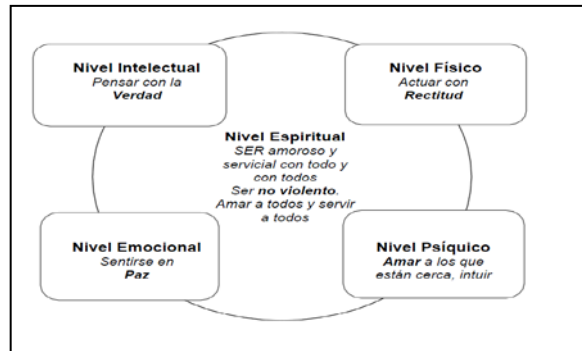 Nivel Intelectual
Pensar con la
Verdad
Nivel Físico
Actuar con
Rectitud
Nivel Espiritual
SER amoroso y
servicial con todo y
con todos
Ser no violento.
Amar a todos y servir
a todos
Nivel Emocional
Sentirse en
Paz
Nivel Psíquico
Amar a los que
están cerca, intuir